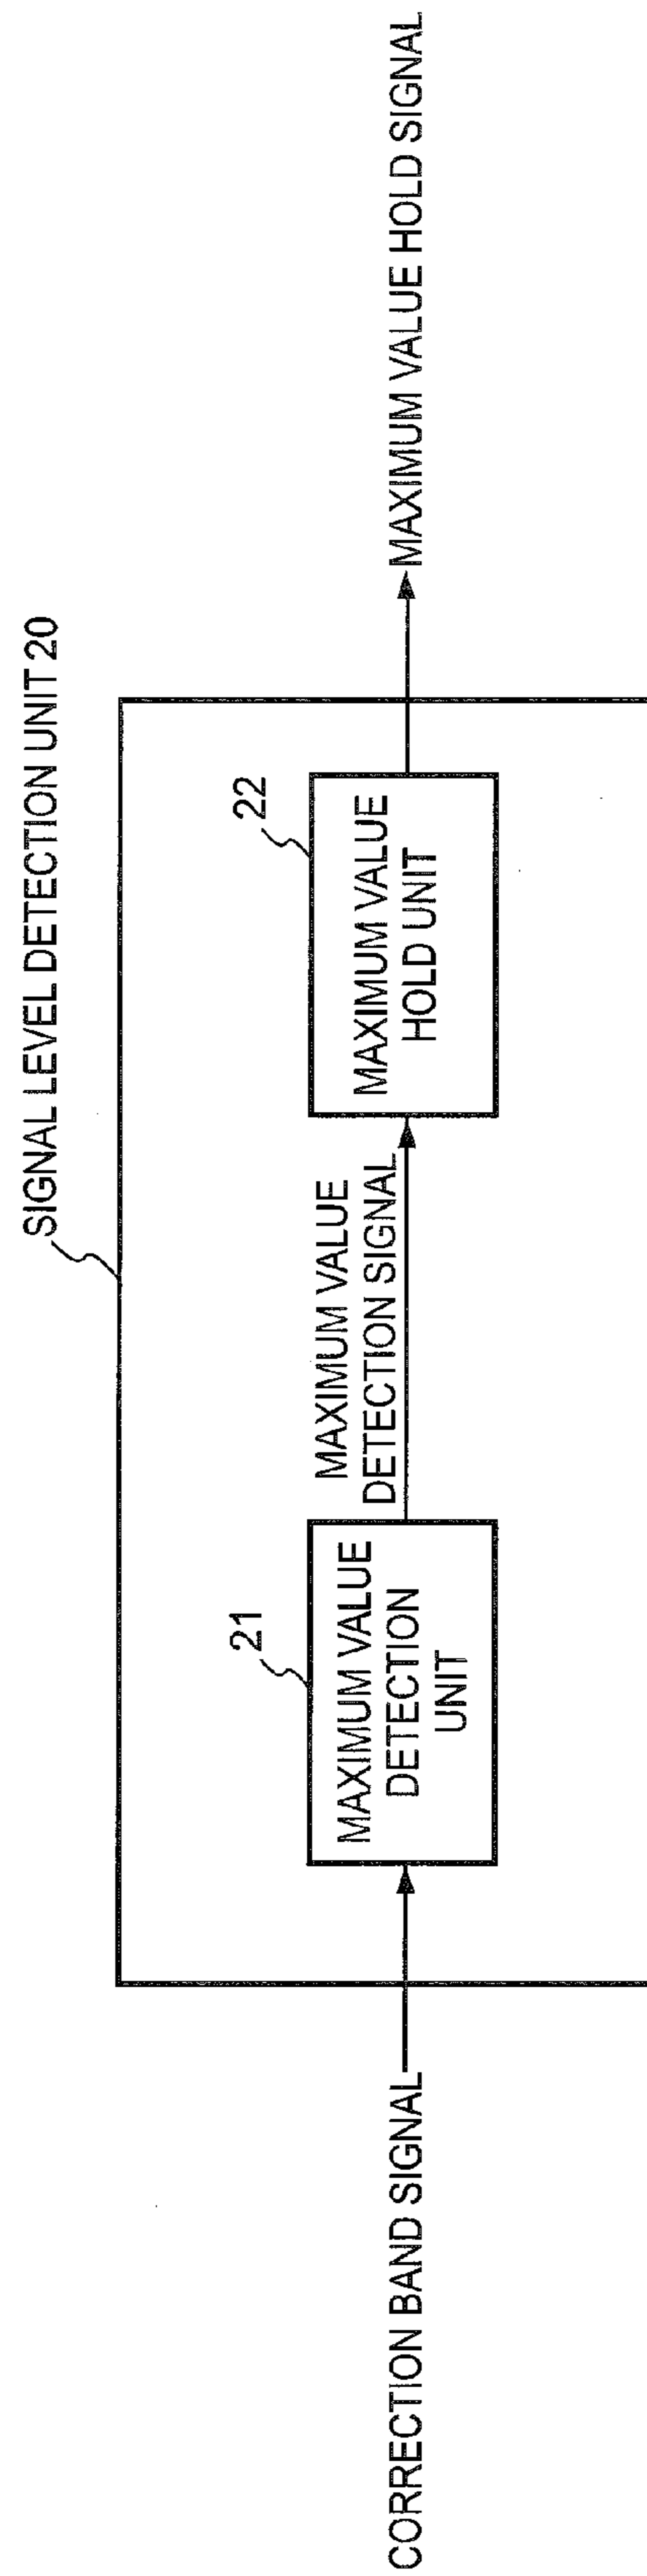 SIGNAL LEVEL DETECTION UNIT 20
CORRECTION BAND SIGNAL
21
MAXIMUM VALUE
DETECTION
UNIT
MAXIMUM VALUE
DETECTION SIGNAL
22
MAXIMUM VALUE
HOLD UNIT
MAXIMUM VALUE HOLD SIGNAL